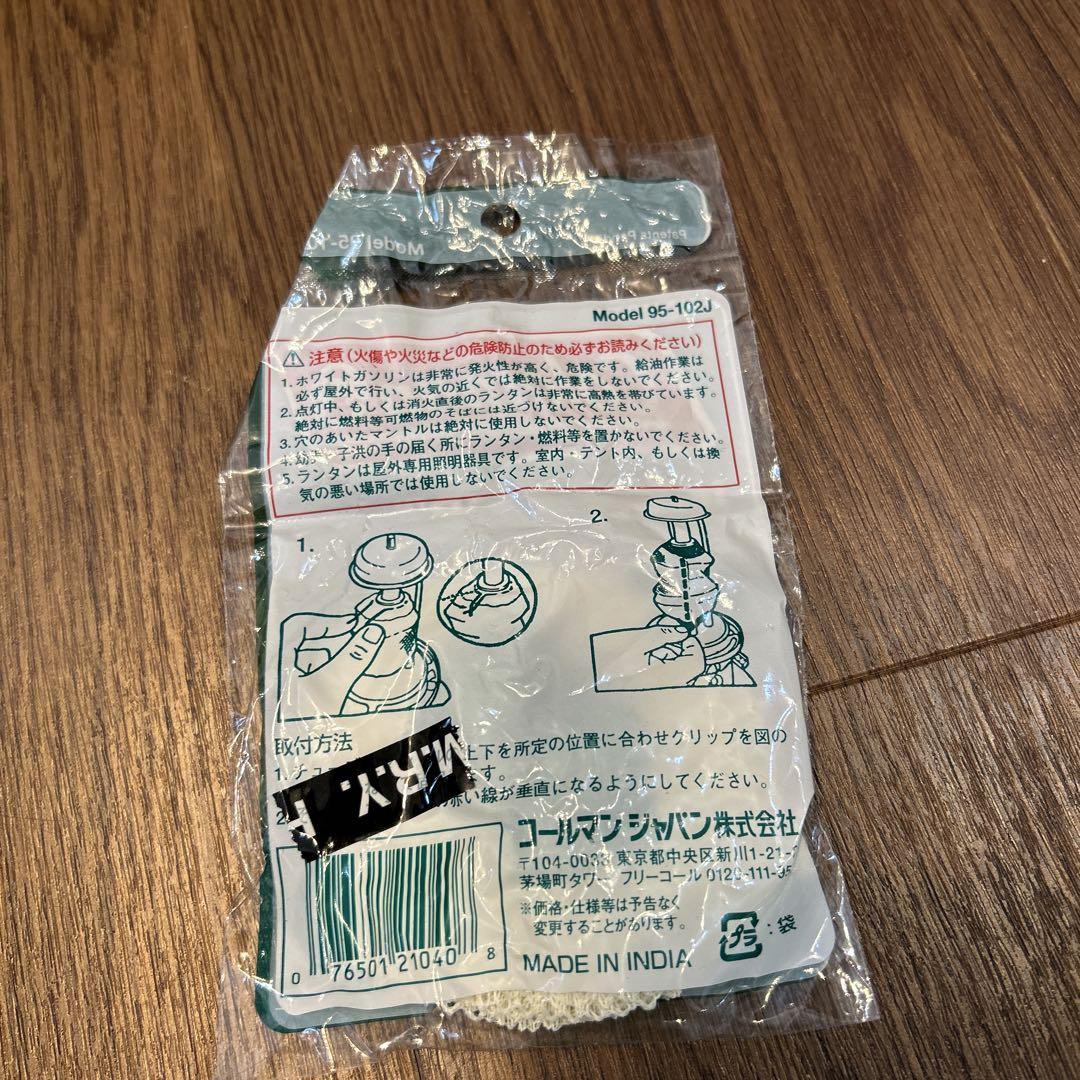 Model 95-
Patents P
Model 95-102J
注意（火傷や火災などの危険防止のため必ずお読みください）
1. ホワイトガソリンは非常に発火性が高く、危険です。給油作業は
必ず屋外で行い、火気の近くでは絶対に作業をしないでください。
2. 点灯中、もしくは消火直後のランタンは非常に高熱を帯びています。
絶対に燃料等可燃物のそばには近づけないでください。
3. 穴のあいたマントルは絶対に使用しないでください。
4. 幼児・子供の手の届く所にランタン・燃料等を置かないでください。
5. ランタンは屋外専用照明器具です。室内・テント内、もしくは換
気の悪い場所では使用しないでください。
1.
2.
取付方法
1. チュ 上下を所定の位置に合わせクリップを図の
す。
2. 赤い線が垂直になるようにしてください。
M.R.Y.
コールマン ジャパン株式会社
〒104-0033 東京都中央区新川1-21-
茅場町タワー フリーコール 0120-111-95
※価格・仕様等は予告なく
変更することがあります。
プラ : 袋
0 76501 21040 8
MADE IN INDIA